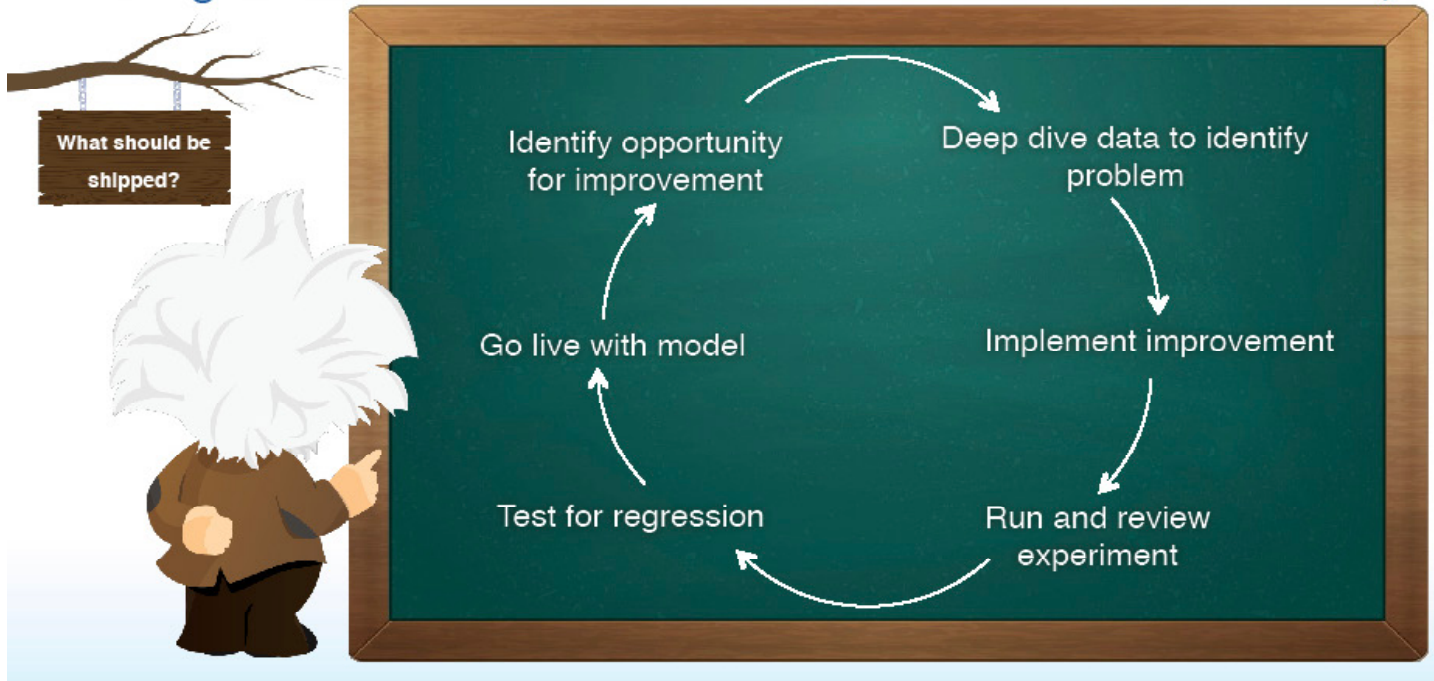 What should be
shipped?
Identify opportunity
for improvement
Deep dive data to identify
problem
Implement improvement
Run and review
experiment
Test for regression
Go live with model